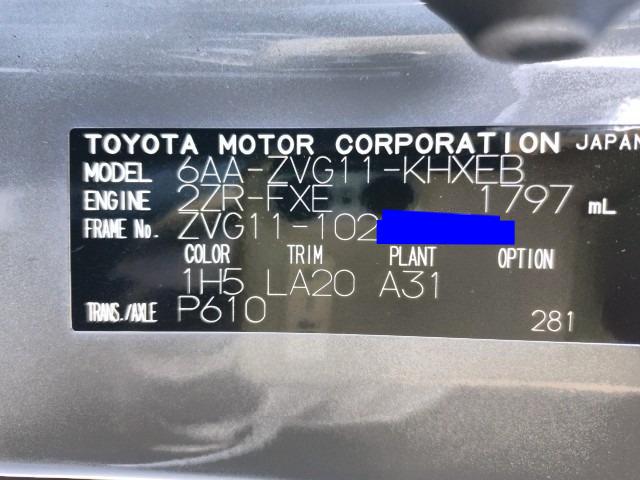 TOYOTA MOTOR CORPORATION JAPAN
MODEL 6AA-ZVG11-KHXEB
ENGINE 2ZR-FXE 1797 mL
FRAME No. ZVG11-102
COLOR TRIM PLANT OPTION
1H5 LA20 A31
TRANS./AXLE P610
281